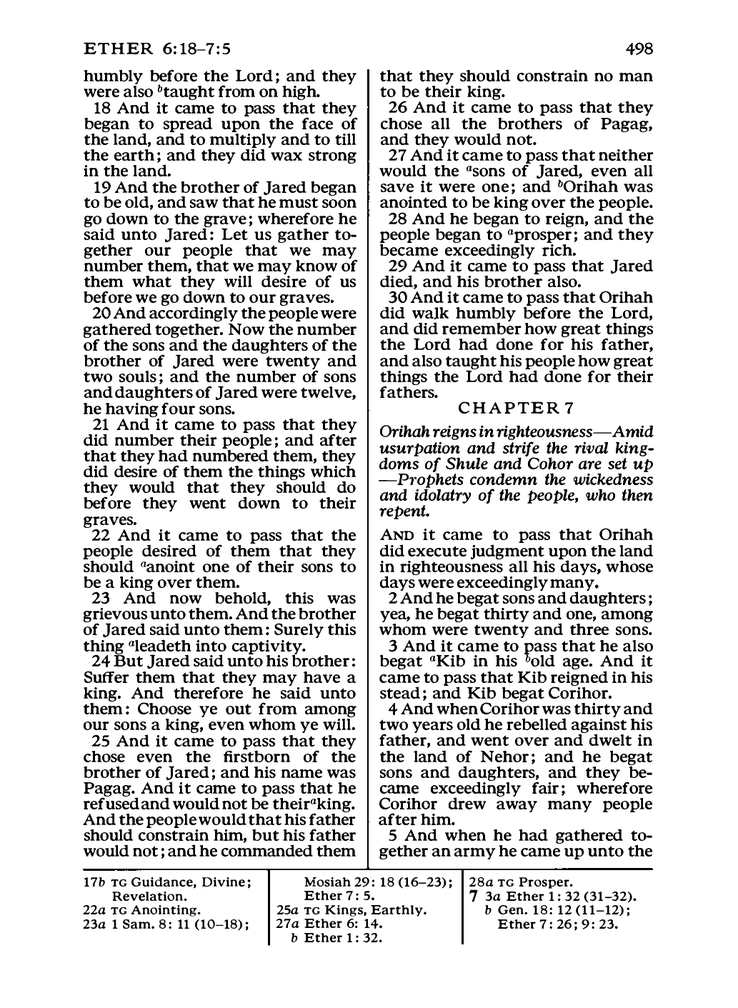 ETHER 6:18–7:5
498
humbly before the Lord; and they
were also ᵇtaught from on high.
18 And it came to pass that they
began to spread upon the face of
the land, and to multiply and to till
the earth; and they did wax strong
in the land.
19 And the brother of Jared began
to be old, and saw that he must soon
go down to the grave; wherefore he
said unto Jared: Let us gather to-
gether our people that we may
number them, that we may know of
them what they will desire of us
before we go down to our graves.
20 And accordingly the people were
gathered together. Now the number
of the sons and the daughters of the
brother of Jared were twenty and
two souls; and the number of sons
and daughters of Jared were twelve,
he having four sons.
21 And it came to pass that they
did number their people; and after
that they had numbered them, they
did desire of them the things which
they would that they should do
before they went down to their
graves.
22 And it came to pass that the
people desired of them that they
should ᵃanoint one of their sons to
be a king over them.
23 And now behold, this was
grievous unto them. And the brother
of Jared said unto them: Surely this
thing ᵃleadeth into captivity.
24 But Jared said unto his brother:
Suffer them that they may have a
king. And therefore he said unto
them: Choose ye out from among
our sons a king, even whom ye will.
25 And it came to pass that they
chose even the firstborn of the
brother of Jared; and his name was
Pagag. And it came to pass that he
refused and would not be their ᵃking.
And the people would that his father
should constrain him, but his father
would not; and he commanded them
that they should constrain no man
to be their king.
26 And it came to pass that they
chose all the brothers of Pagag,
and they would not.
27 And it came to pass that neither
would the ᵃsons of Jared, even all
save it were one; and ᵇOrihah was
anointed to be king over the people.
28 And he began to reign, and the
people began to ᵃprosper; and they
became exceedingly rich.
29 And it came to pass that Jared
died, and his brother also.
30 And it came to pass that Orihah
did walk humbly before the Lord,
and did remember how great things
the Lord had done for his father,
and also taught his people how great
things the Lord had done for their
fathers.
CHAPTER 7
Orihah reigns in righteousness—Amid
usurpation and strife the rival king-
doms of Shule and Cohor are set up
—Prophets condemn the wickedness
and idolatry of the people, who then
repent.
AND it came to pass that Orihah
did execute judgment upon the land
in righteousness all his days, whose
days were exceedingly many.
2 And he begat sons and daughters;
yea, he begat thirty and one, among
whom were twenty and three sons.
3 And it came to pass that he also
begat ᵃKib in his ᵇold age. And it
came to pass that Kib reigned in his
stead; and Kib begat Corihor.
4 And when Corihor was thirty and
two years old he rebelled against his
father, and went over and dwelt in
the land of Nehor; and he begat
sons and daughters, and they be-
came exceedingly fair; wherefore
Corihor drew away many people
after him.
5 And when he had gathered to-
gether an army he came up unto the
17b TG Guidance, Divine;
Revelation.
22a TG Anointing.
23a 1 Sam. 8: 11 (10–18);
Mosiah 29: 18 (16–23);
Ether 7: 5.
25a TG Kings, Earthly.
27a Ether 6: 14.
b Ether 1: 32.
28a TG Prosper.
7 3a Ether 1: 32 (31–32).
b Gen. 18: 12 (11–12);
Ether 7: 26; 9: 23.